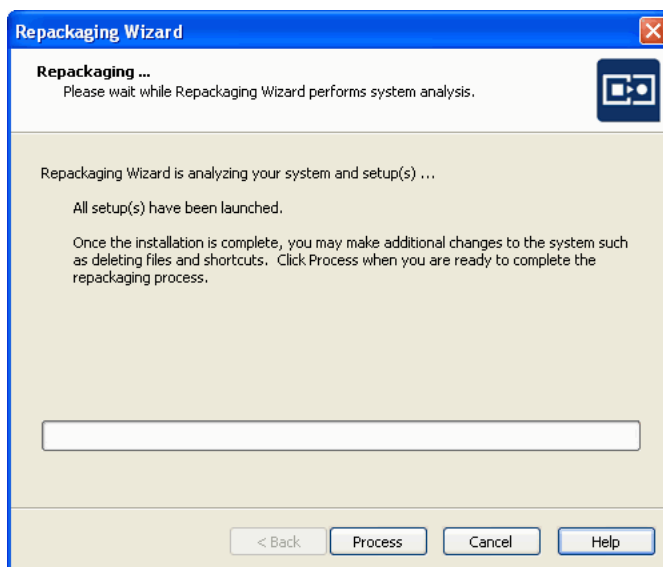 Repackaging Wizard
Repackaging ...
Please wait while Repackaging Wizard performs system analysis.
Repackaging Wizard is analyzing your system and setup(s) ...
All setup(s) have been launched.
Once the installation is complete, you may make additional changes to the system such
as deleting files and shortcuts.  Click Process when you are ready to complete the
repackaging process.
< Back
Process
Cancel
Help